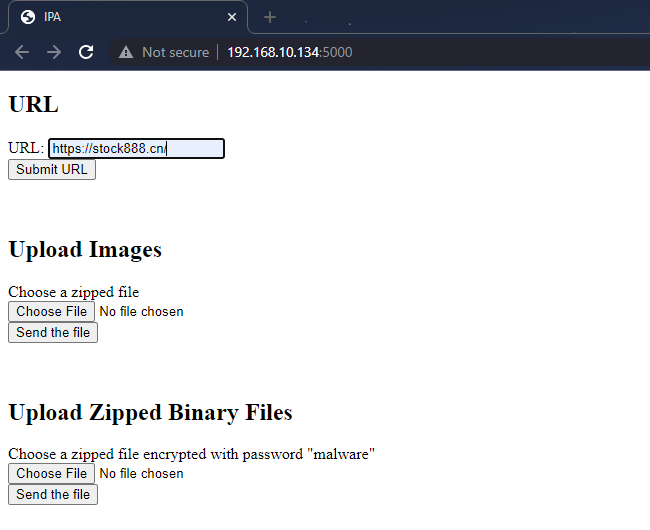 IPA
Not secure 192.168.10.134:5000
URL
URL: https://stock888.cn/
Submit URL
Upload Images
Choose a zipped file
Choose File No file chosen
Send the file
Upload Zipped Binary Files
Choose a zipped file encrypted with password "malware"
Choose File No file chosen
Send the file